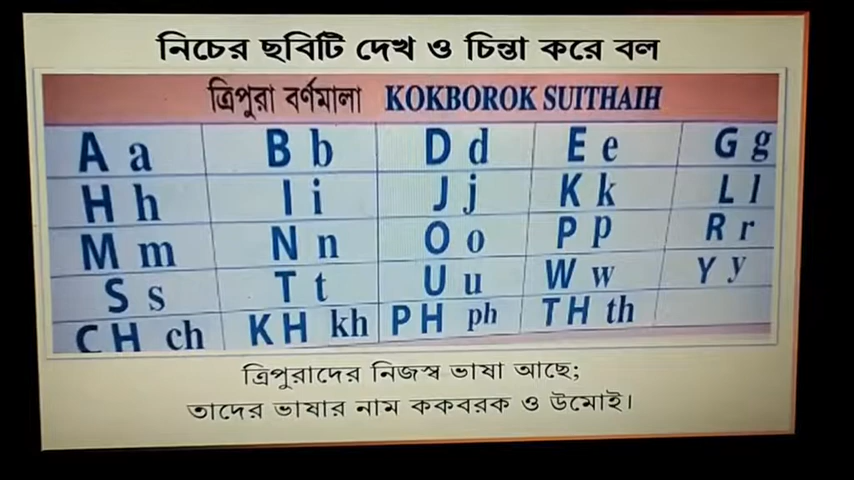 নিচের ছবিটি দেখ ও চিন্তা করে বল
ত্রিপুরা বর্ণমালা KOKBOROK SUITHAIH
A a B b D d E e G g
H h I i J j K k L l
M m N n O o P p R r
S s T t U u W w Y y
CH ch KH kh PH ph TH th
ত্রিপুরাদের নিজস্ব ভাষা আছে;
তাদের ভাষার নাম ককবরক ও উমোই।